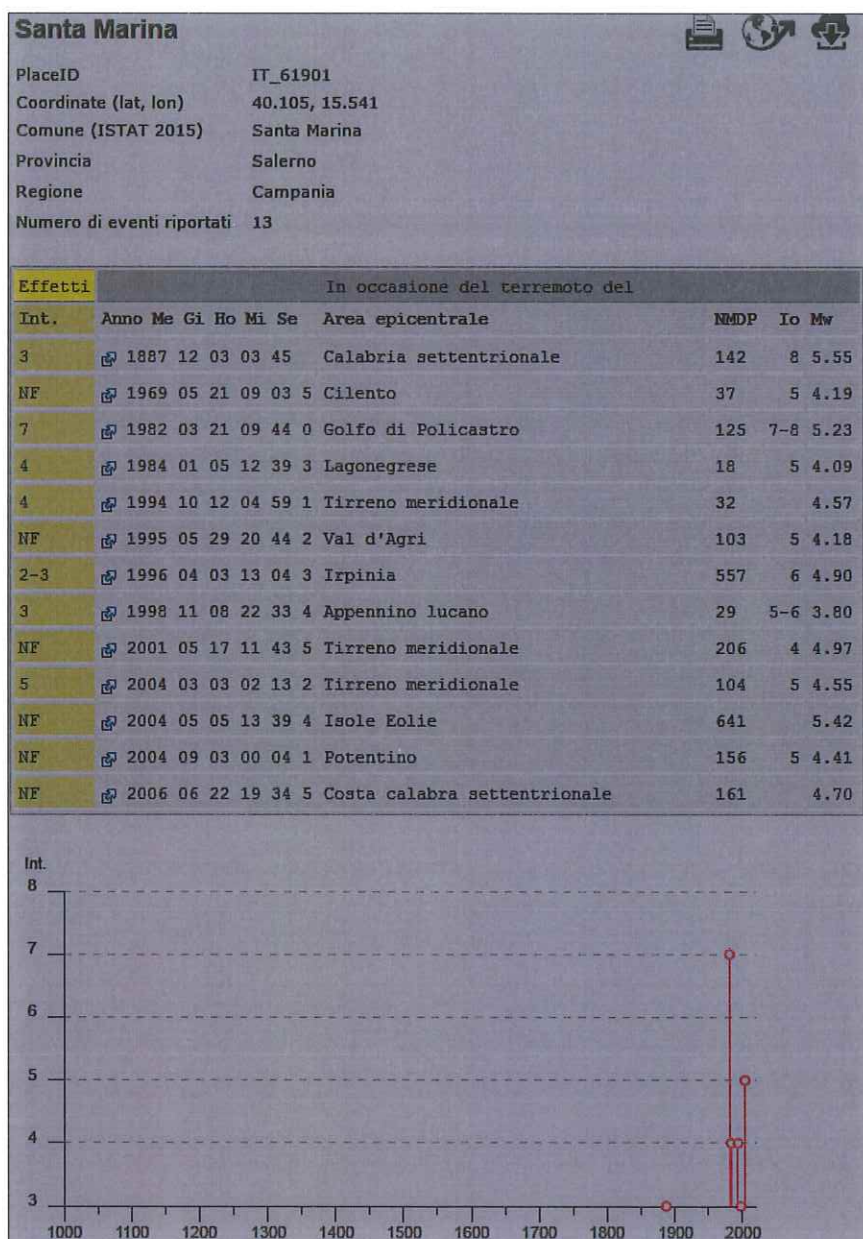 Santa Marina
PlaceID IT_61901
Coordinate (lat, lon) 40.105, 15.541
Comune (ISTAT 2015) Santa Marina
Provincia Salerno
Regione Campania
Numero di eventi riportati 13
Effetti In occasione del terremoto del
Int. Anno Me Gi Ho Mi Se Area epicentrale NMDP Io Mw
3 1887 12 03 03 45 Calabria settentrionale 142 8 5.55
NF 1969 05 21 09 03 5 Cilento 37 5 4.19
7 1982 03 21 09 44 0 Golfo di Policastro 125 7-8 5.23
4 1984 01 05 12 39 3 Lagonegrese 18 5 4.09
4 1994 10 12 04 59 1 Tirreno meridionale 32 4.57
NF 1995 05 29 20 44 2 Val d'Agri 103 5 4.18
2-3 1996 04 03 13 04 3 Irpinia 557 6 4.90
3 1998 11 08 22 33 4 Appennino lucano 29 5-6 3.80
NF 2001 05 17 11 43 5 Tirreno meridionale 206 4 4.97
5 2004 03 03 02 13 2 Tirreno meridionale 104 5 4.55
NF 2004 05 05 13 39 4 Isole Eolie 641 5.42
NF 2004 09 03 00 04 1 Potentino 156 5 4.41
NF 2006 06 22 19 34 5 Costa calabra settentrionale 161 4.70
Int.
8
7
6
5
4
3
1000 1100 1200 1300 1400 1500 1600 1700 1800 1900 2000